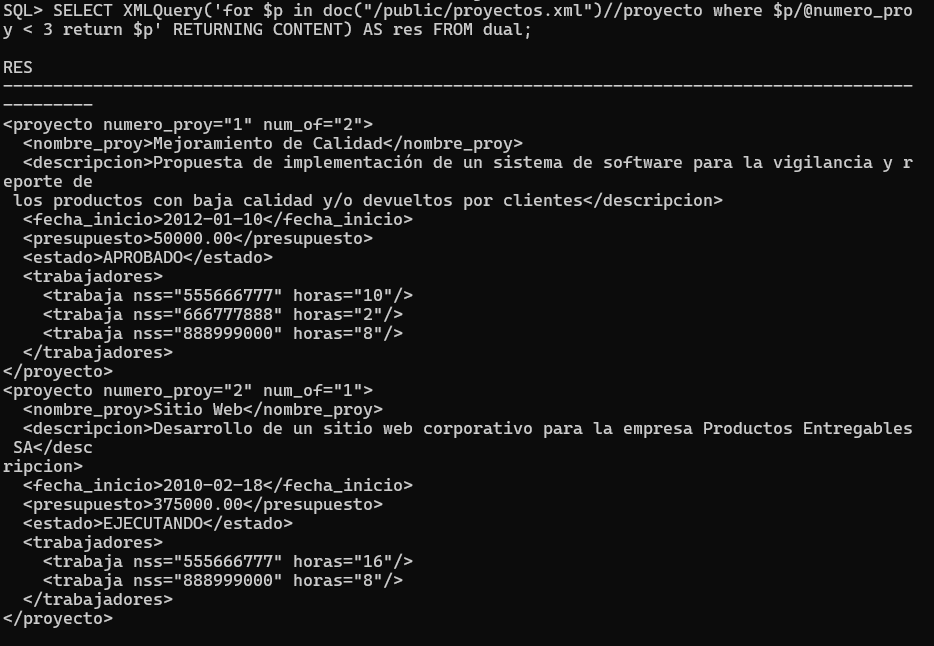 SQL> SELECT XMLQuery('for $p in doc("/public/proyectos.xml")//proyecto where $p/@numero_pro
y < 3 return $p' RETURNING CONTENT) AS res FROM dual;

RES
-------------------------------------------------------------------------------------------
---------
<proyecto numero_proy="1" num_of="2">
  <nombre_proy>Mejoramiento de Calidad</nombre_proy>
  <descripcion>Propuesta de implementación de un sistema de software para la vigilancia y r
eporte de
 los productos con baja calidad y/o devueltos por clientes</descripcion>
  <fecha_inicio>2012-01-10</fecha_inicio>
  <presupuesto>50000.00</presupuesto>
  <estado>APROBADO</estado>
  <trabajadores>
    <trabaja nss="555666777" horas="10"/>
    <trabaja nss="666777888" horas="2"/>
    <trabaja nss="888999000" horas="8"/>
  </trabajadores>
</proyecto>
<proyecto numero_proy="2" num_of="1">
  <nombre_proy>Sitio Web</nombre_proy>
  <descripcion>Desarrollo de un sitio web corporativo para la empresa Productos Entregables
 SA</desc
ripcion>
  <fecha_inicio>2010-02-18</fecha_inicio>
  <presupuesto>375000.00</presupuesto>
  <estado>EJECUTANDO</estado>
  <trabajadores>
    <trabaja nss="555666777" horas="16"/>
    <trabaja nss="888999000" horas="8"/>
  </trabajadores>
</proyecto>